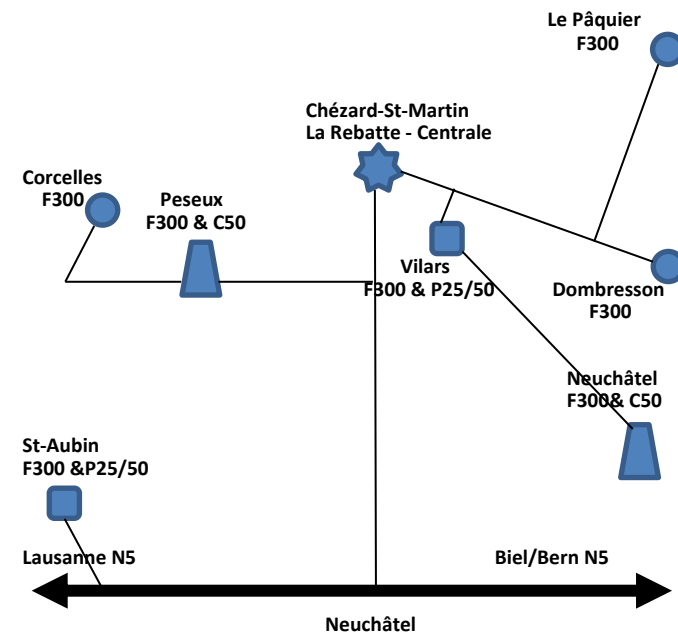 Le Pâquier
F300
Chézard-St-Martin
La Rebatte - Centrale
Corcelles
F300
Peseux
F300 & C50
Vilars
F300 & P25/50
Dombresson
F300
Neuchâtel
F300& C50
St-Aubin
F300 &P25/50
Lausanne N5
Biel/Bern N5
Neuchâtel